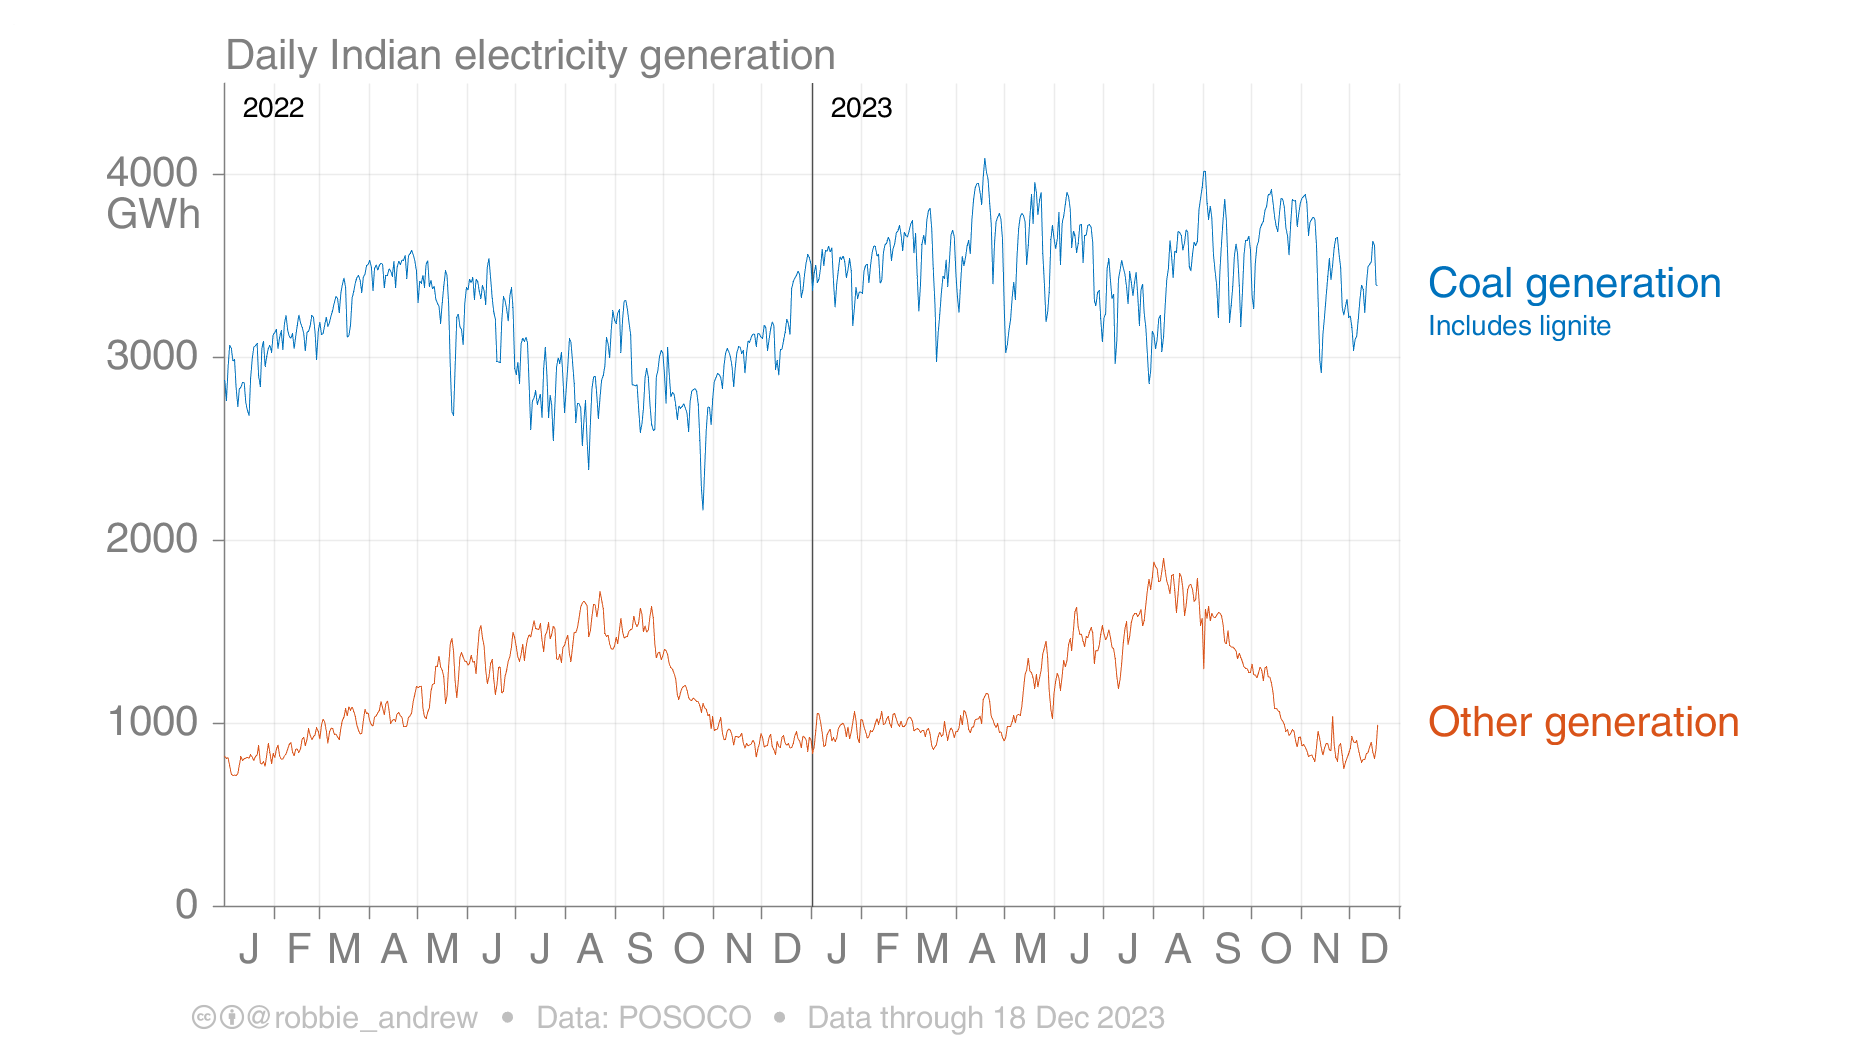 Daily Indian electricity generation
2022
2023
4000
GWh
3000
2000
1000
0
Coal generation
Includes lignite
Other generation
J F M A M J J A S O N D J F M A M J J A S O N D
@robbie_andrew • Data: POSOCO • Data through 18 Dec 2023